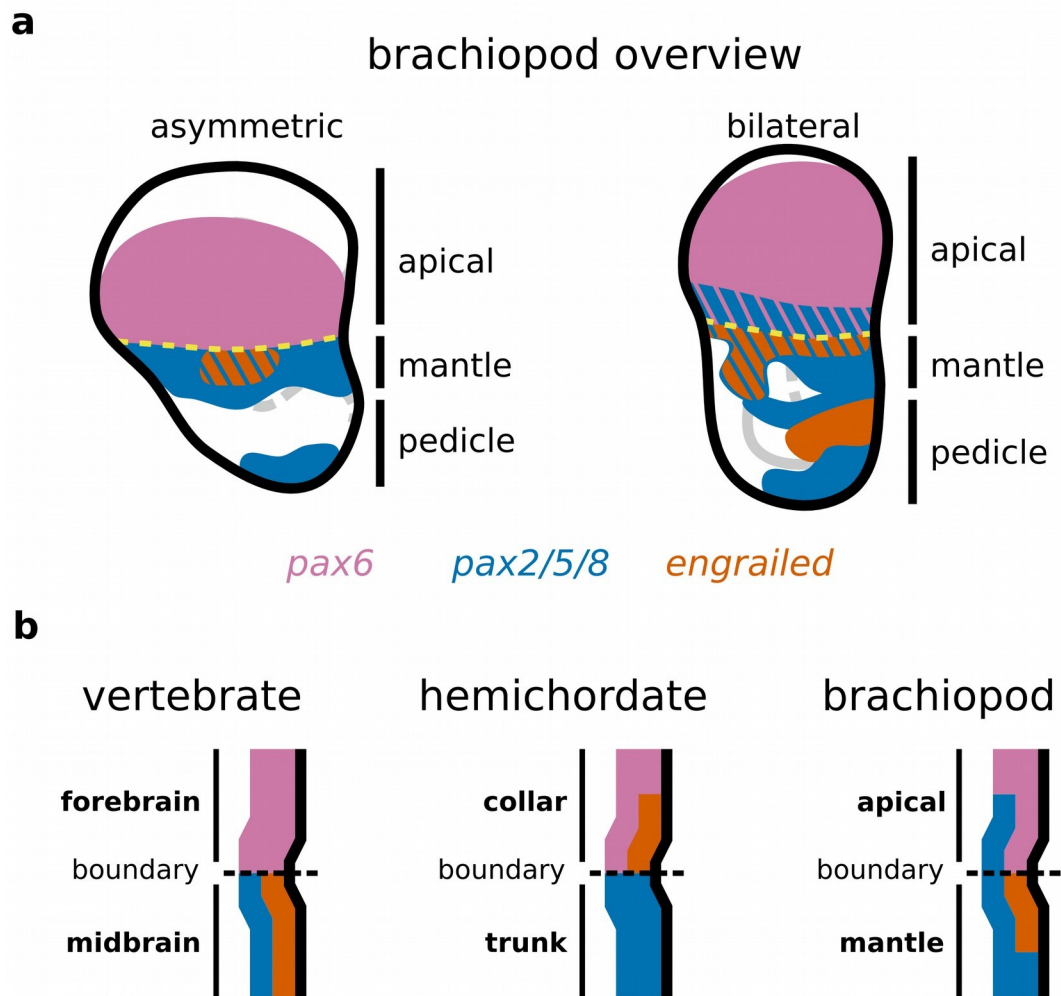 a
brachiopod overview
asymmetric bilateral
apical apical
mantle mantle
pedicle pedicle
pax6 pax2/5/8 engrailed
b
vertebrate hemichordate brachiopod
forebrain collar apical
boundary boundary boundary
midbrain trunk mantle